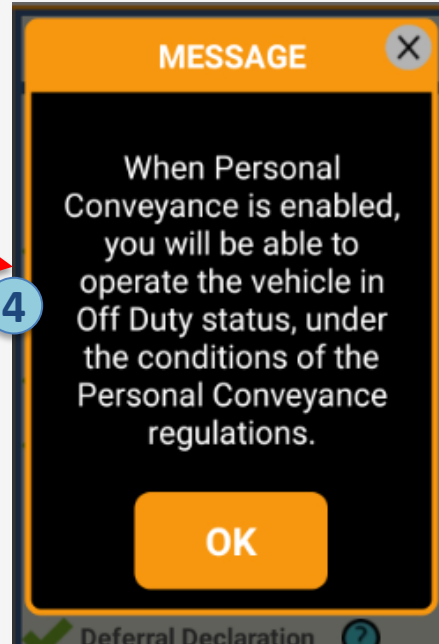 MESSAGE
When Personal
Conveyance is enabled,
you will be able to
operate the vehicle in
Off Duty status, under
the conditions of the
Personal Conveyance
regulations.
4
OK
Deferral Declaration ?